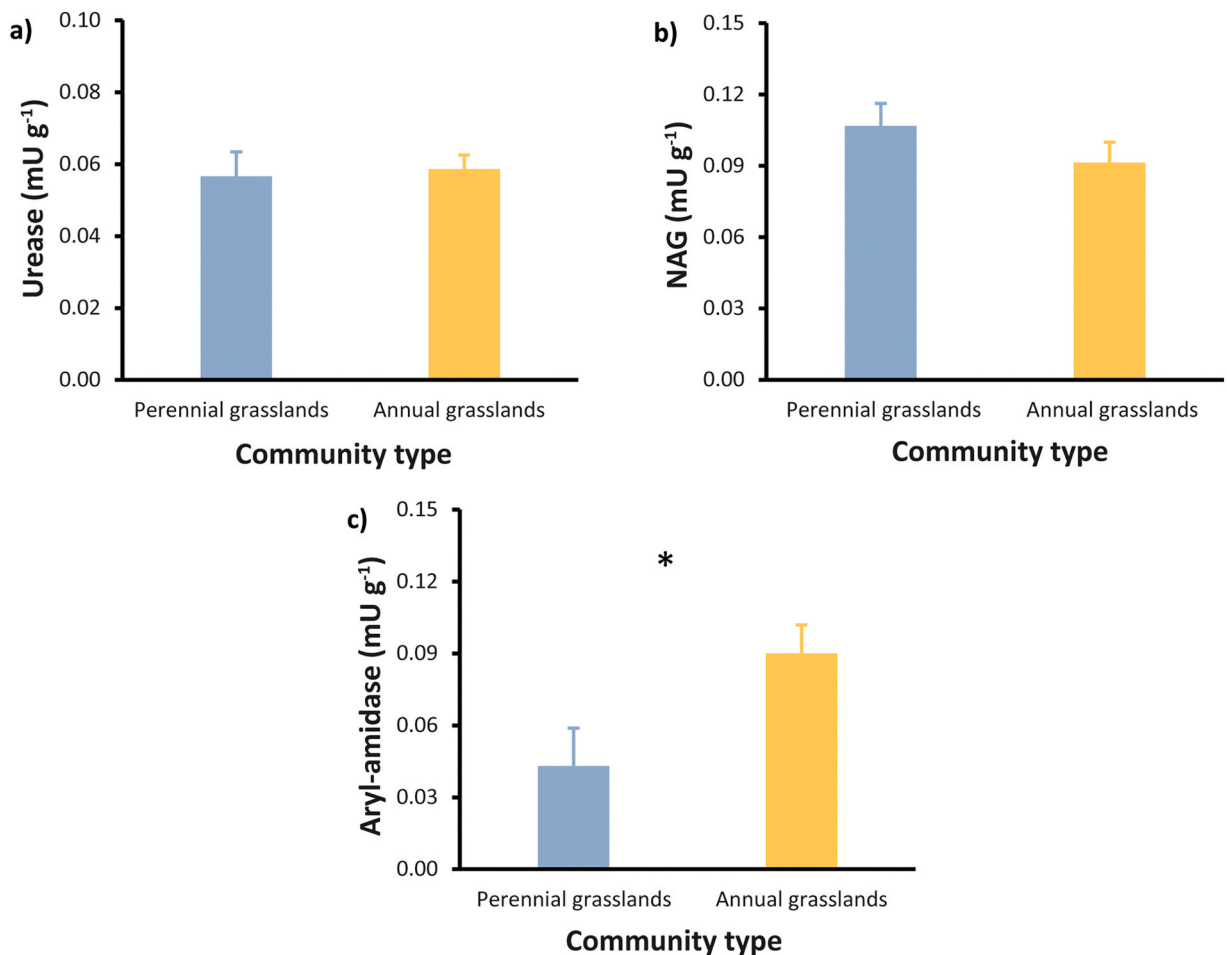 a)
Urease (mU g⁻¹)
0.10
0.08
0.06
0.04
0.02
0.00
Perennial grasslands Annual grasslands
Community type
b)
NAG (mU g⁻¹)
0.15
0.12
0.09
0.06
0.03
0.00
Perennial grasslands Annual grasslands
Community type
c)
Aryl-amidase (mU g⁻¹)
0.15
0.12
0.09
0.06
0.03
0.00
*
Perennial grasslands Annual grasslands
Community type